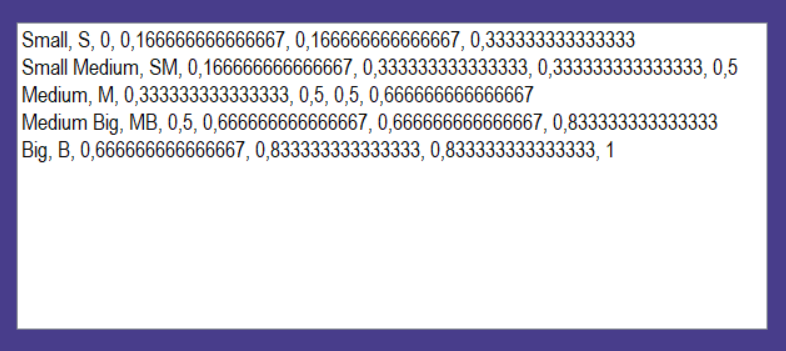 Small, S, 0, 0,166666666666667, 0,166666666666667, 0,333333333333333
Small Medium, SM, 0,166666666666667, 0,333333333333333, 0,333333333333333, 0,5
Medium, M, 0,333333333333333, 0,5, 0,5, 0,666666666666667
Medium Big, MB, 0,5, 0,666666666666667, 0,666666666666667, 0,833333333333333
Big, B, 0,666666666666667, 0,833333333333333, 0,833333333333333, 1